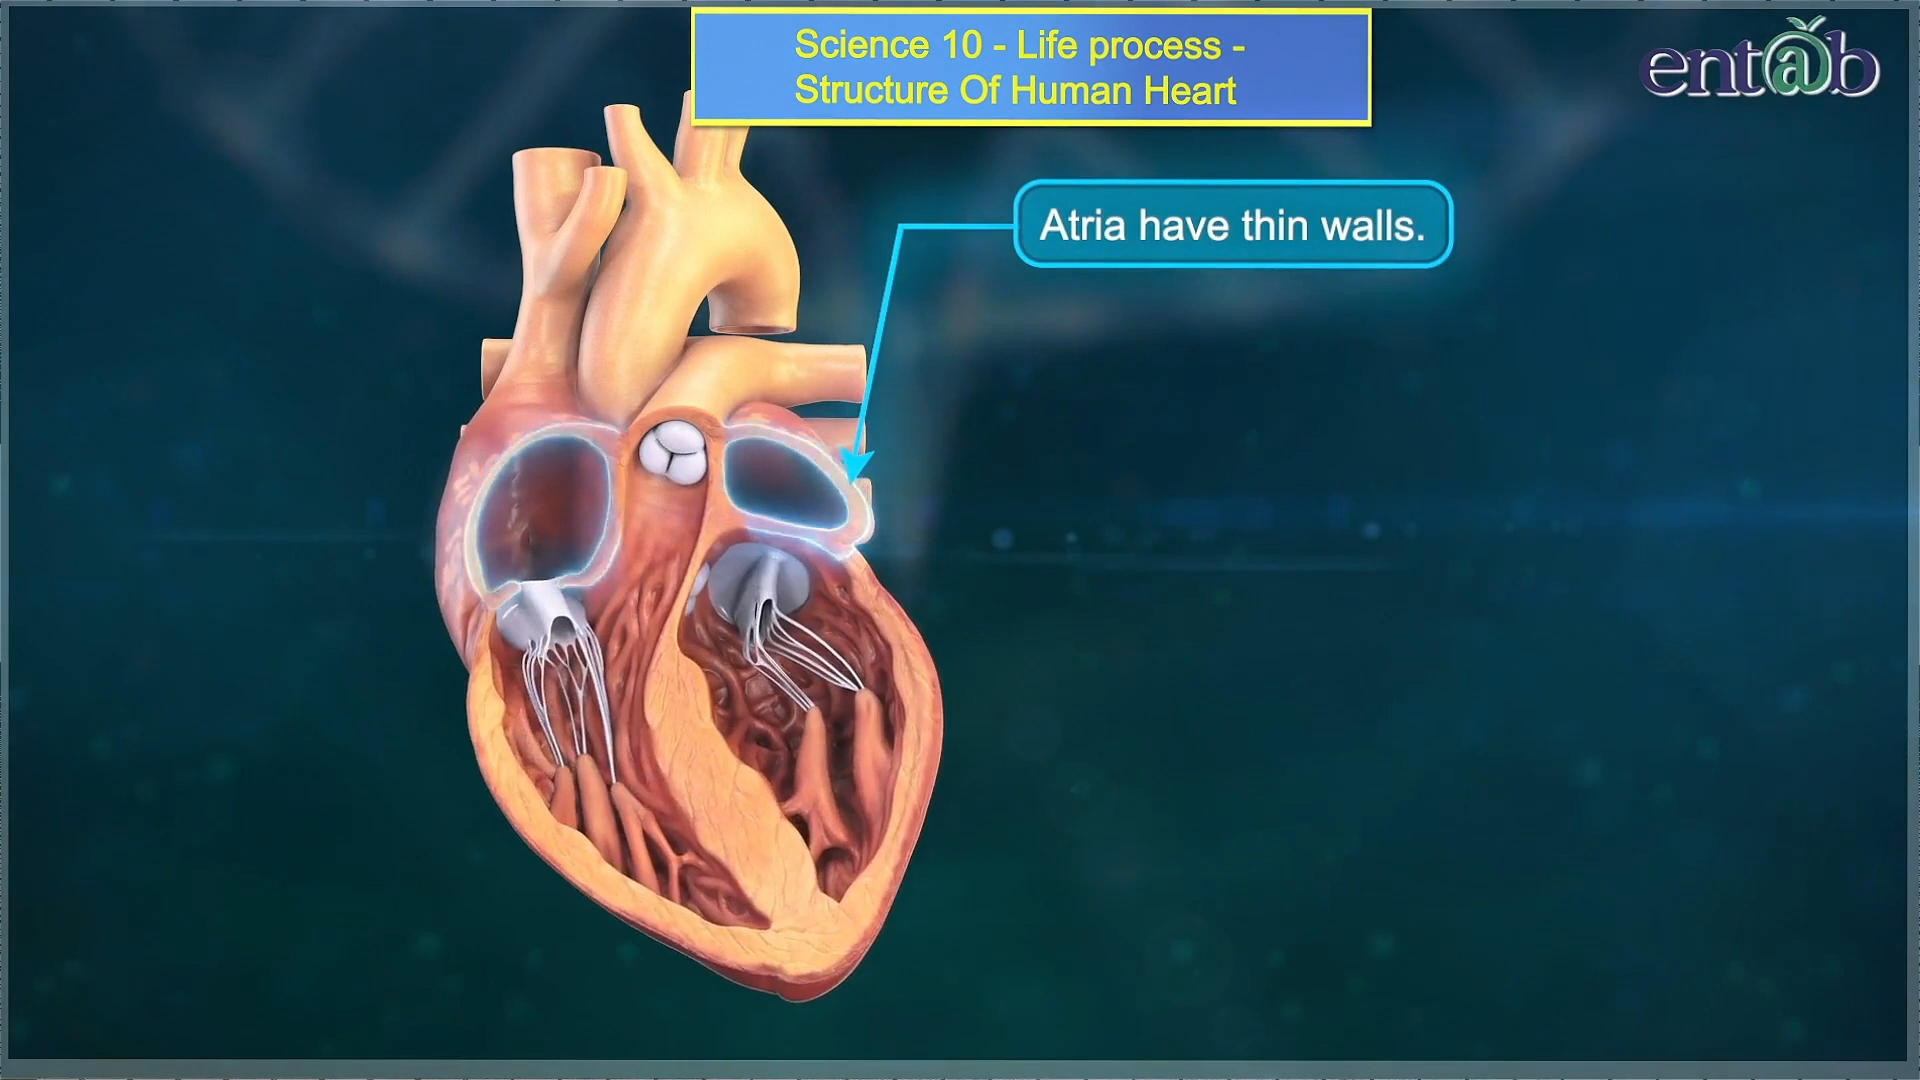 Science 10 - Life process -
Structure Of Human Heart
ent@b
Atria have thin walls.